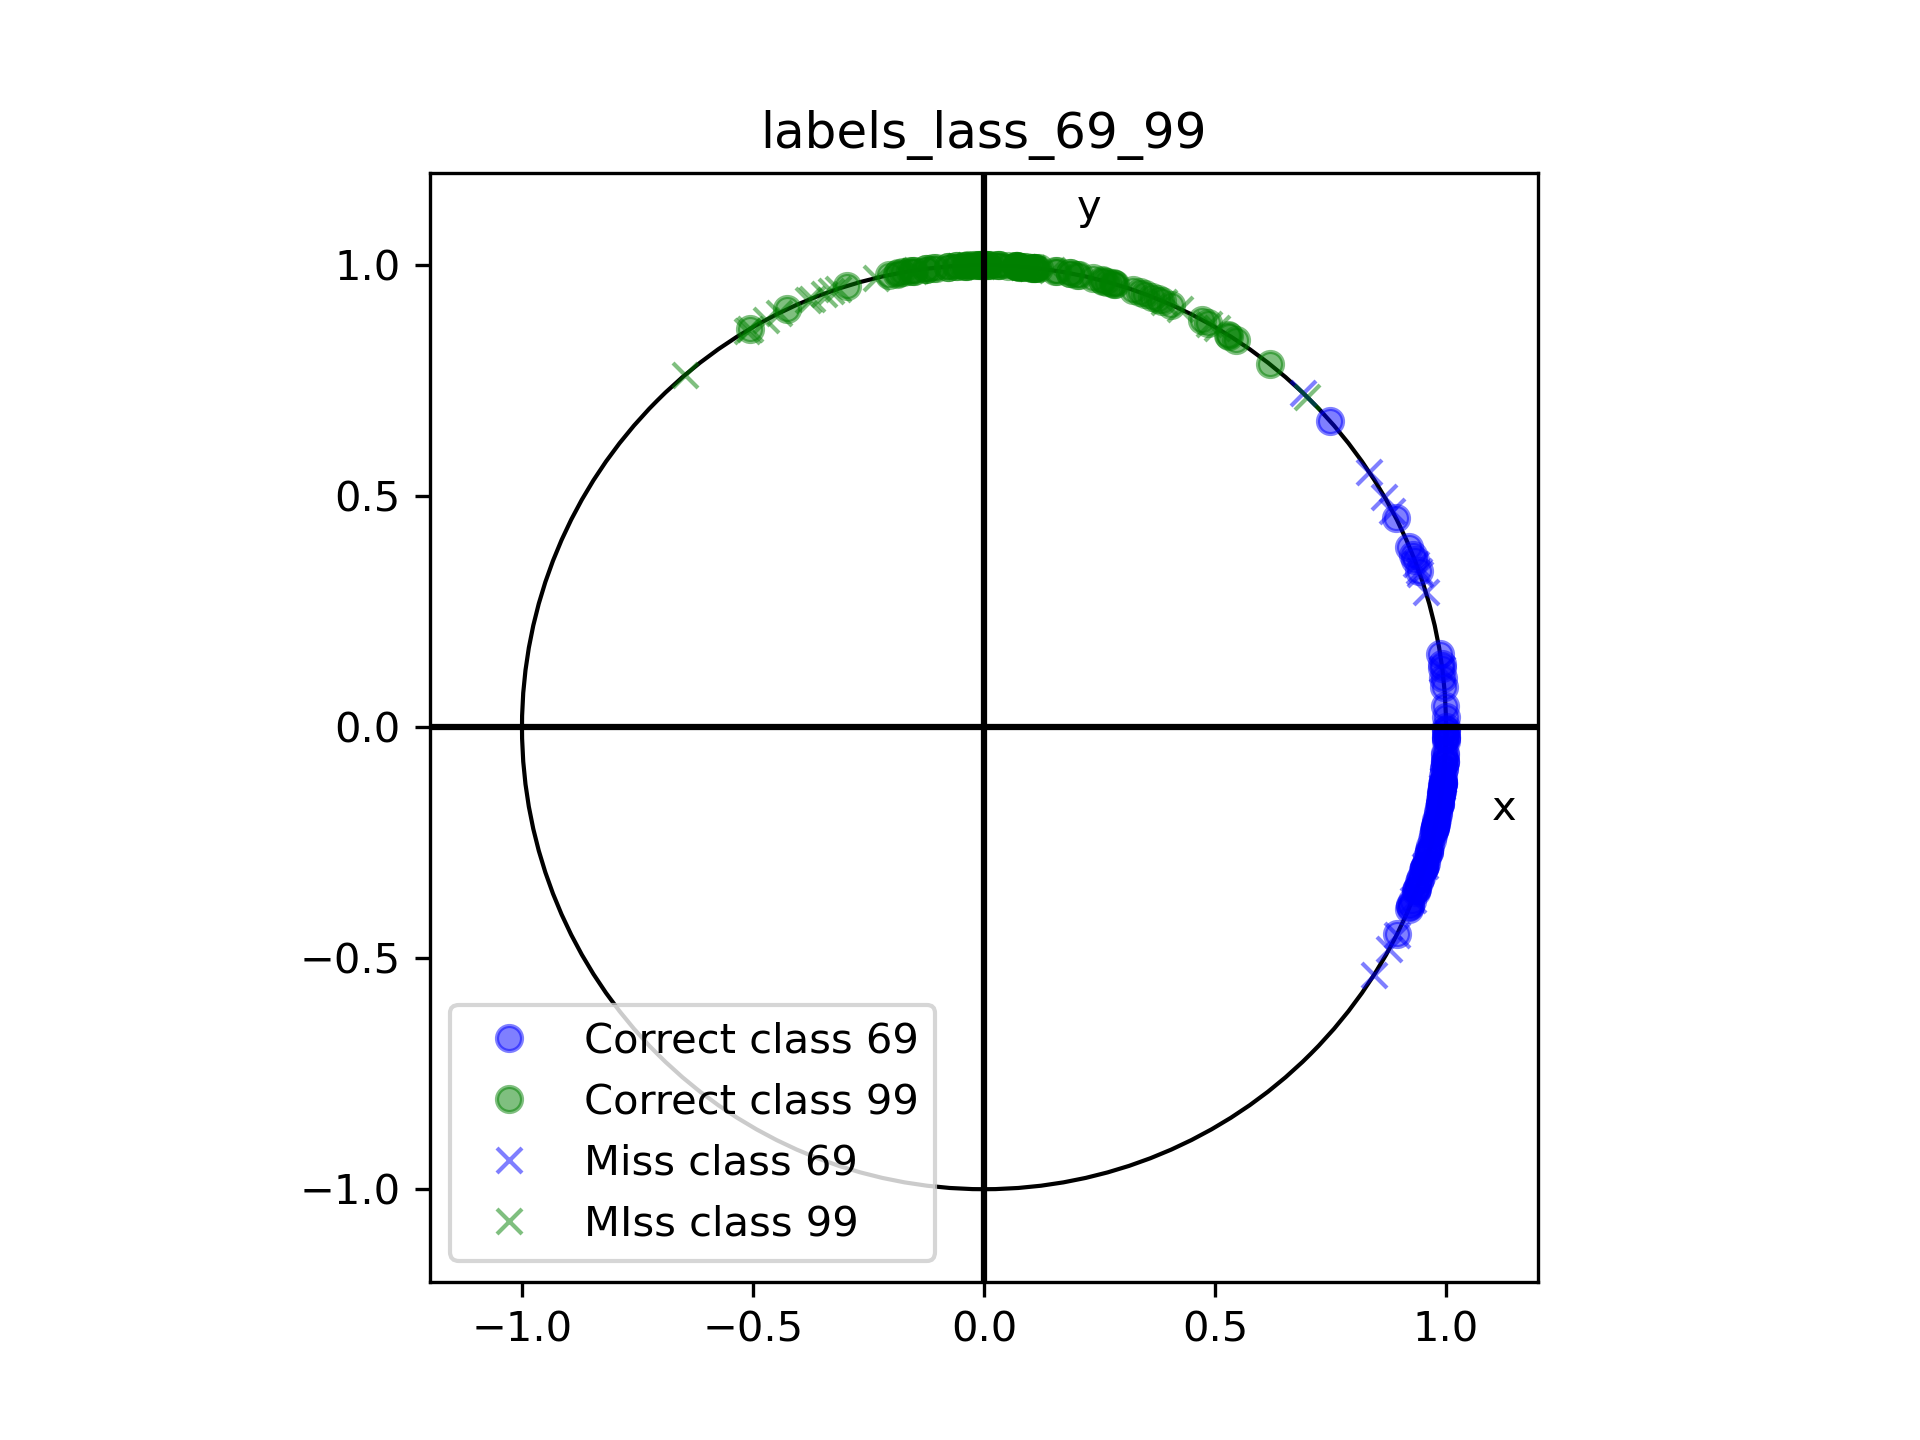 labels_lass_69_99
y
1.0
0.5
0.0
x
−0.5
−1.0
Correct class 69
Correct class 99
Miss class 69
MIss class 99
−1.0 −0.5 0.0 0.5 1.0